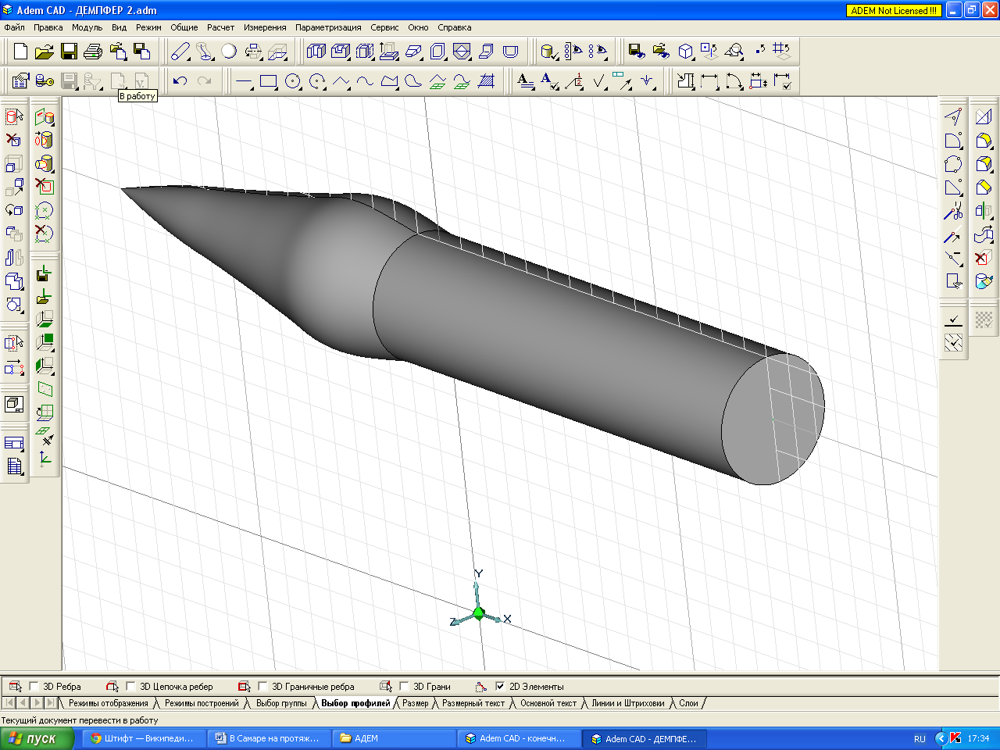 Adem CAD - ДЕМПФЕР 2.adm
ADEM Not Licensed !!!
Файл Правка Модуль Вид Режим Общие Расчет Измерения Параметризация Сервис Окно Справка
В работу
Y
Z X
3D Ребра 3D Цепочка ребер 3D Граничные ребра 3D Грани 2D Элементы
Режимы отображения Режимы построений Выбор группы Выбор профилей Размер Размерный текст Основной текст Линии и Штриховки Слои
Текущий документ перевести в работу
пуск Штифт — Википеди... В Самаре на протяж... АДЕМ Adem CAD - конечн... Adem CAD - ДЕМПФЕ... RU 17:34